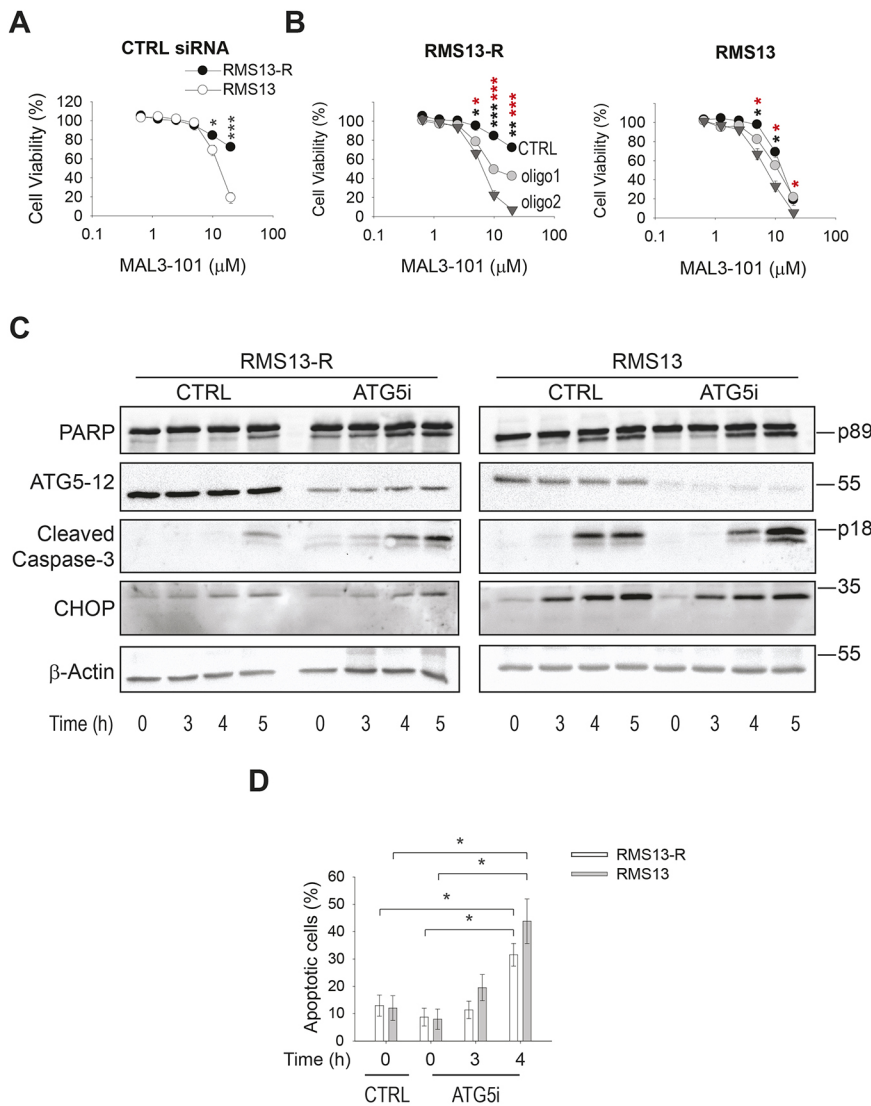 A
CTRL siRNA
RMS13-R
RMS13
Cell Viability (%)
120
100
80
60
40
20
0
*
***
0.1 1 10 100
MAL3-101 (μM)
B
RMS13-R
Cell Viability (%)
120
100
80
60
40
20
0
CTRL
oligo1
oligo2
0.1 1 10 100
MAL3-101 (μM)
RMS13
Cell Viability (%)
120
100
80
60
40
20
0
0.1 1 10 100
MAL3-101 (μM)
C
RMS13-R RMS13
CTRL ATG5i CTRL ATG5i
PARP p89
ATG5-12 55
Cleaved
Caspase-3
p18
CHOP 35
β-Actin 55
Time (h) 0 3 4 5 0 3 4 5 0 3 4 5 0 3 4 5
D
RMS13-R
RMS13
*
*
*
*
Apoptotic cells (%)
60
50
40
30
20
10
0
Time (h) 0 0 3 4
CTRL ATG5i